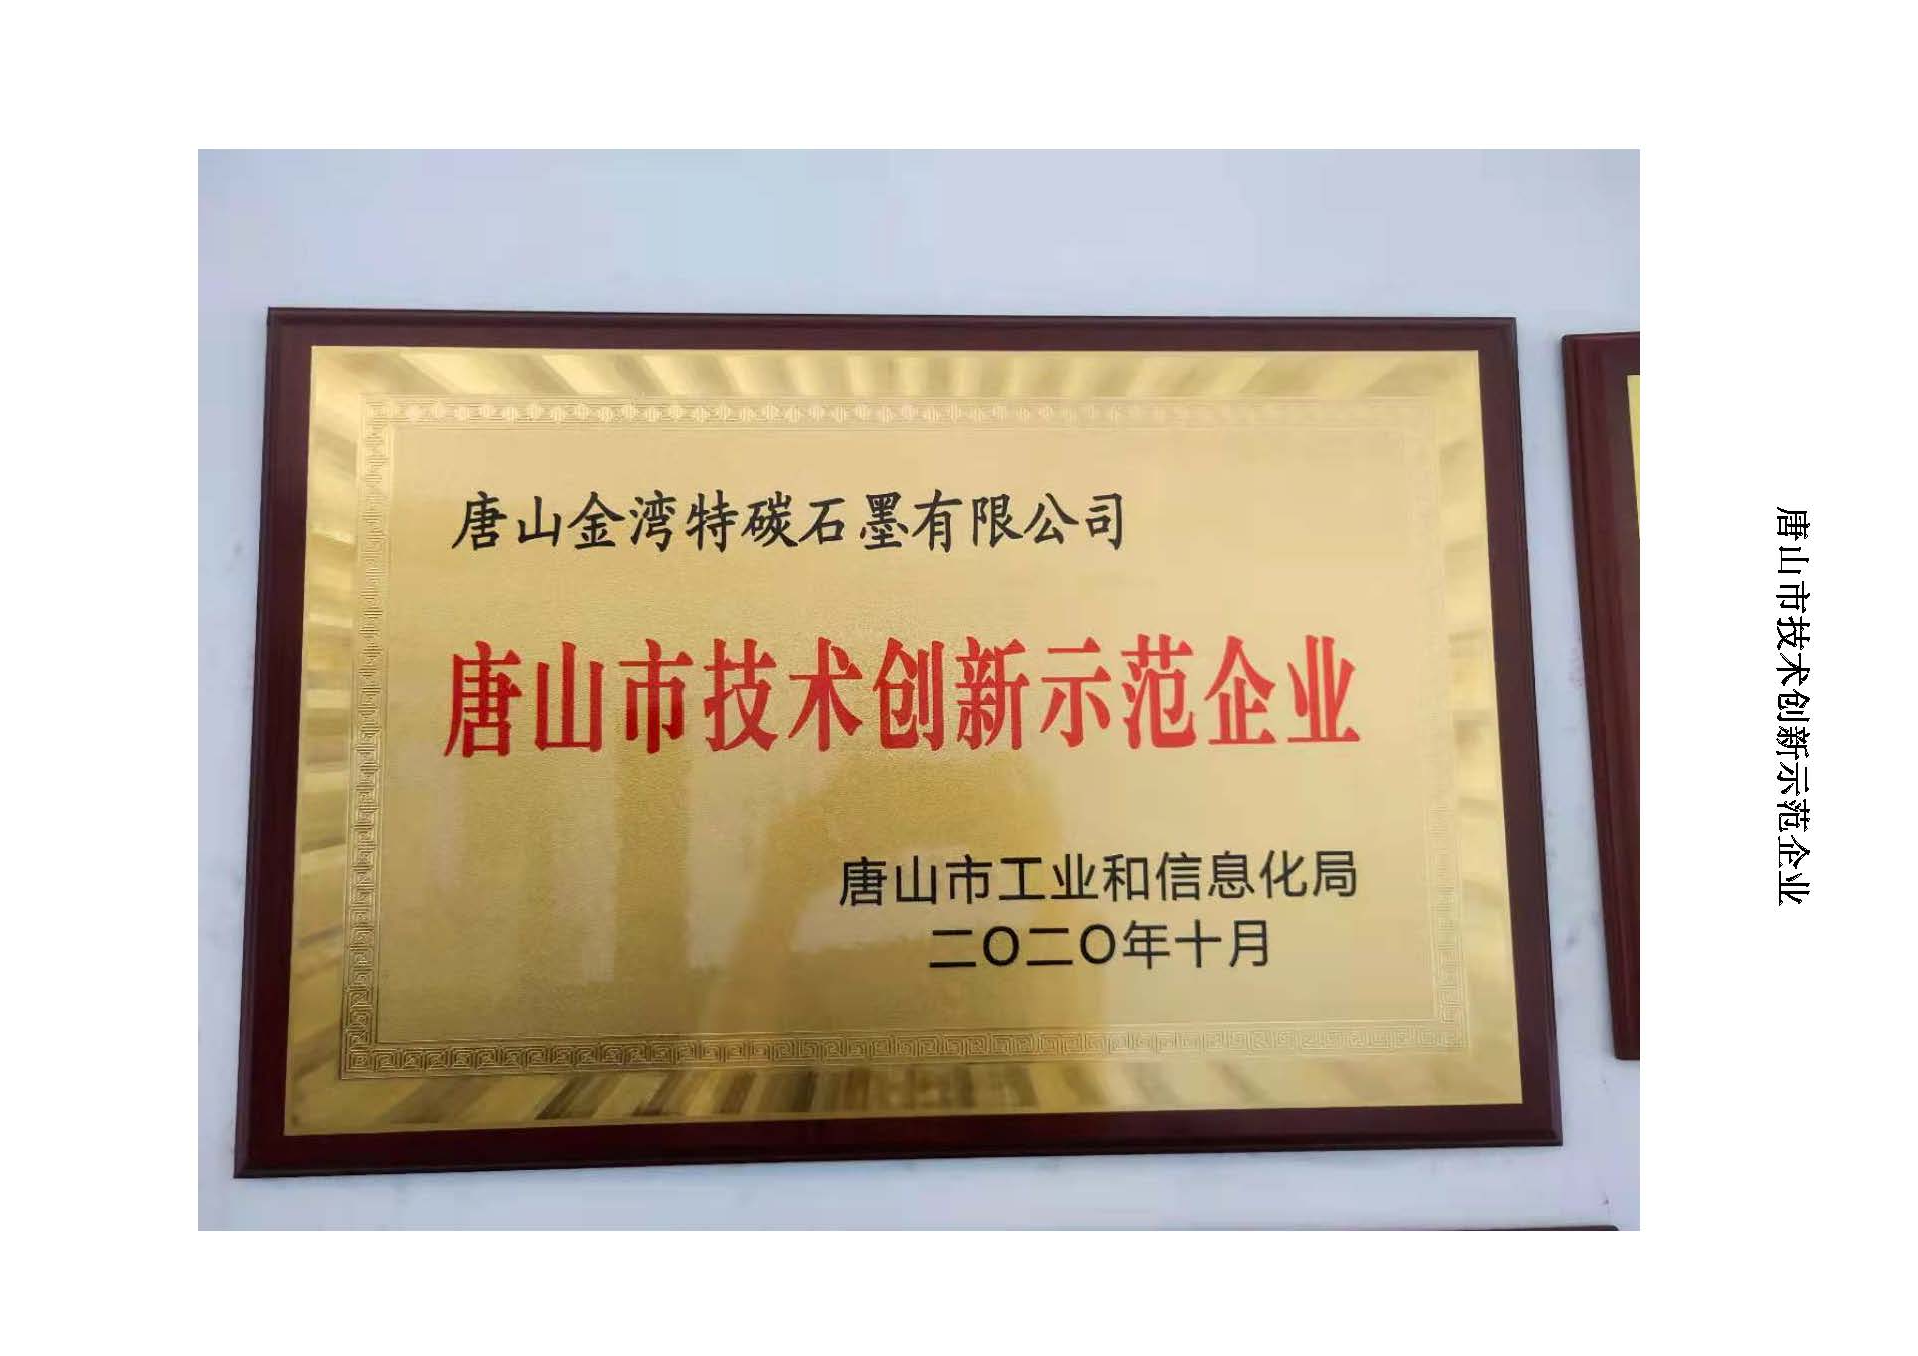 唐山金湾特碳石墨有限公司
唐山市技术创新示范企业
唐山市工业和信息化局
二〇二〇年十月
唐山市技术创新示范企业